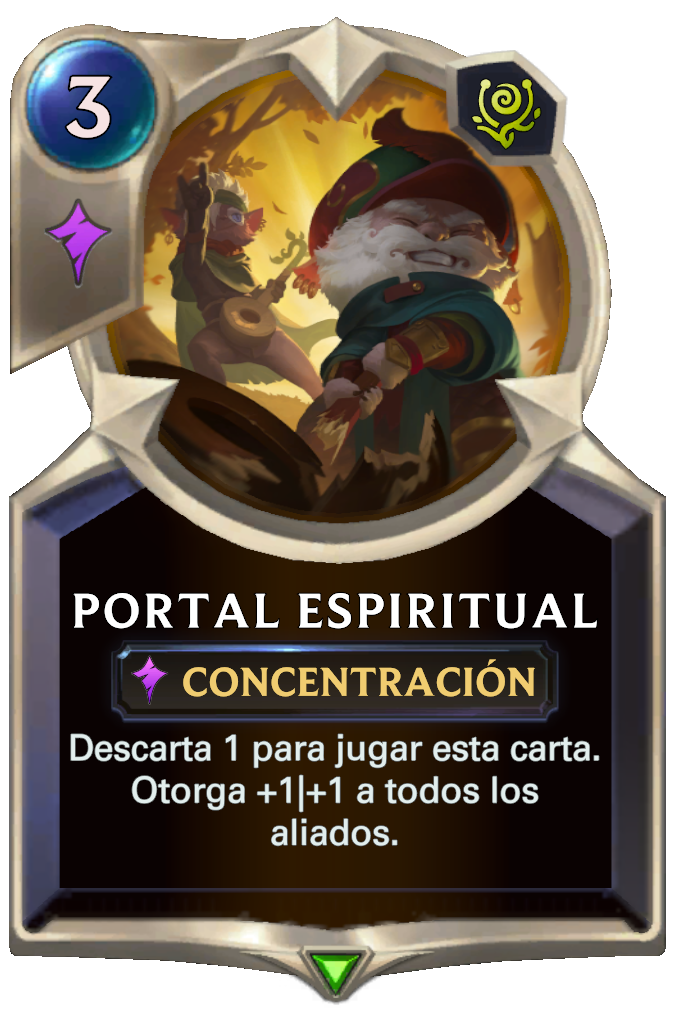 3
PORTAL ESPIRITUAL
CONCENTRACIÓN
Descarta 1 para jugar esta carta.
Otorga +1|+1 a todos los
aliados.